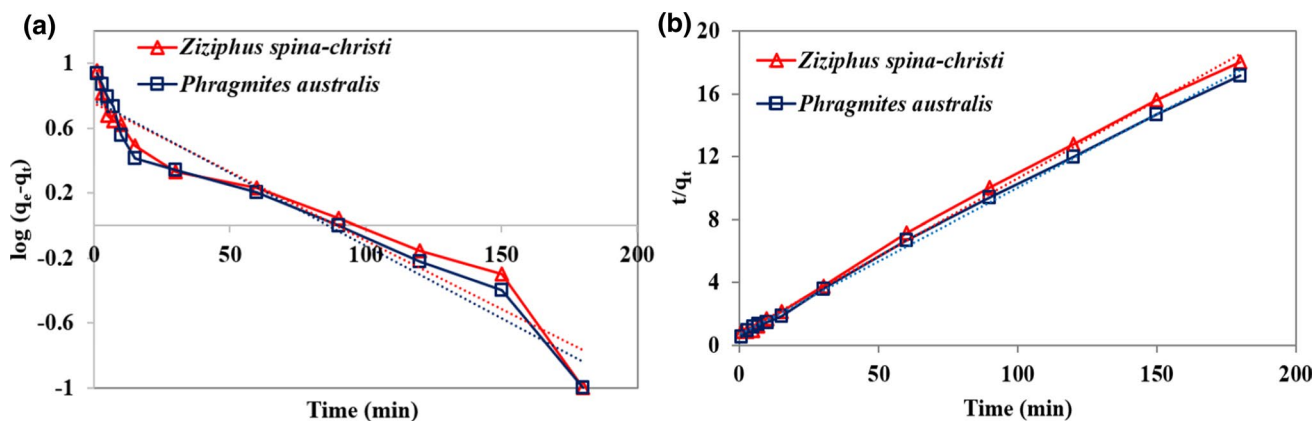 (a)
Ziziphus spina-christi
Phragmites australis
log (qe-qt)
1
0.6
0.2
-0.2
-0.6
-1
0
50
100
150
200
Time (min)
(b)
Ziziphus spina-christi
Phragmites australis
t/qt
20
16
12
8
4
0
0
50
100
150
200
Time (min)